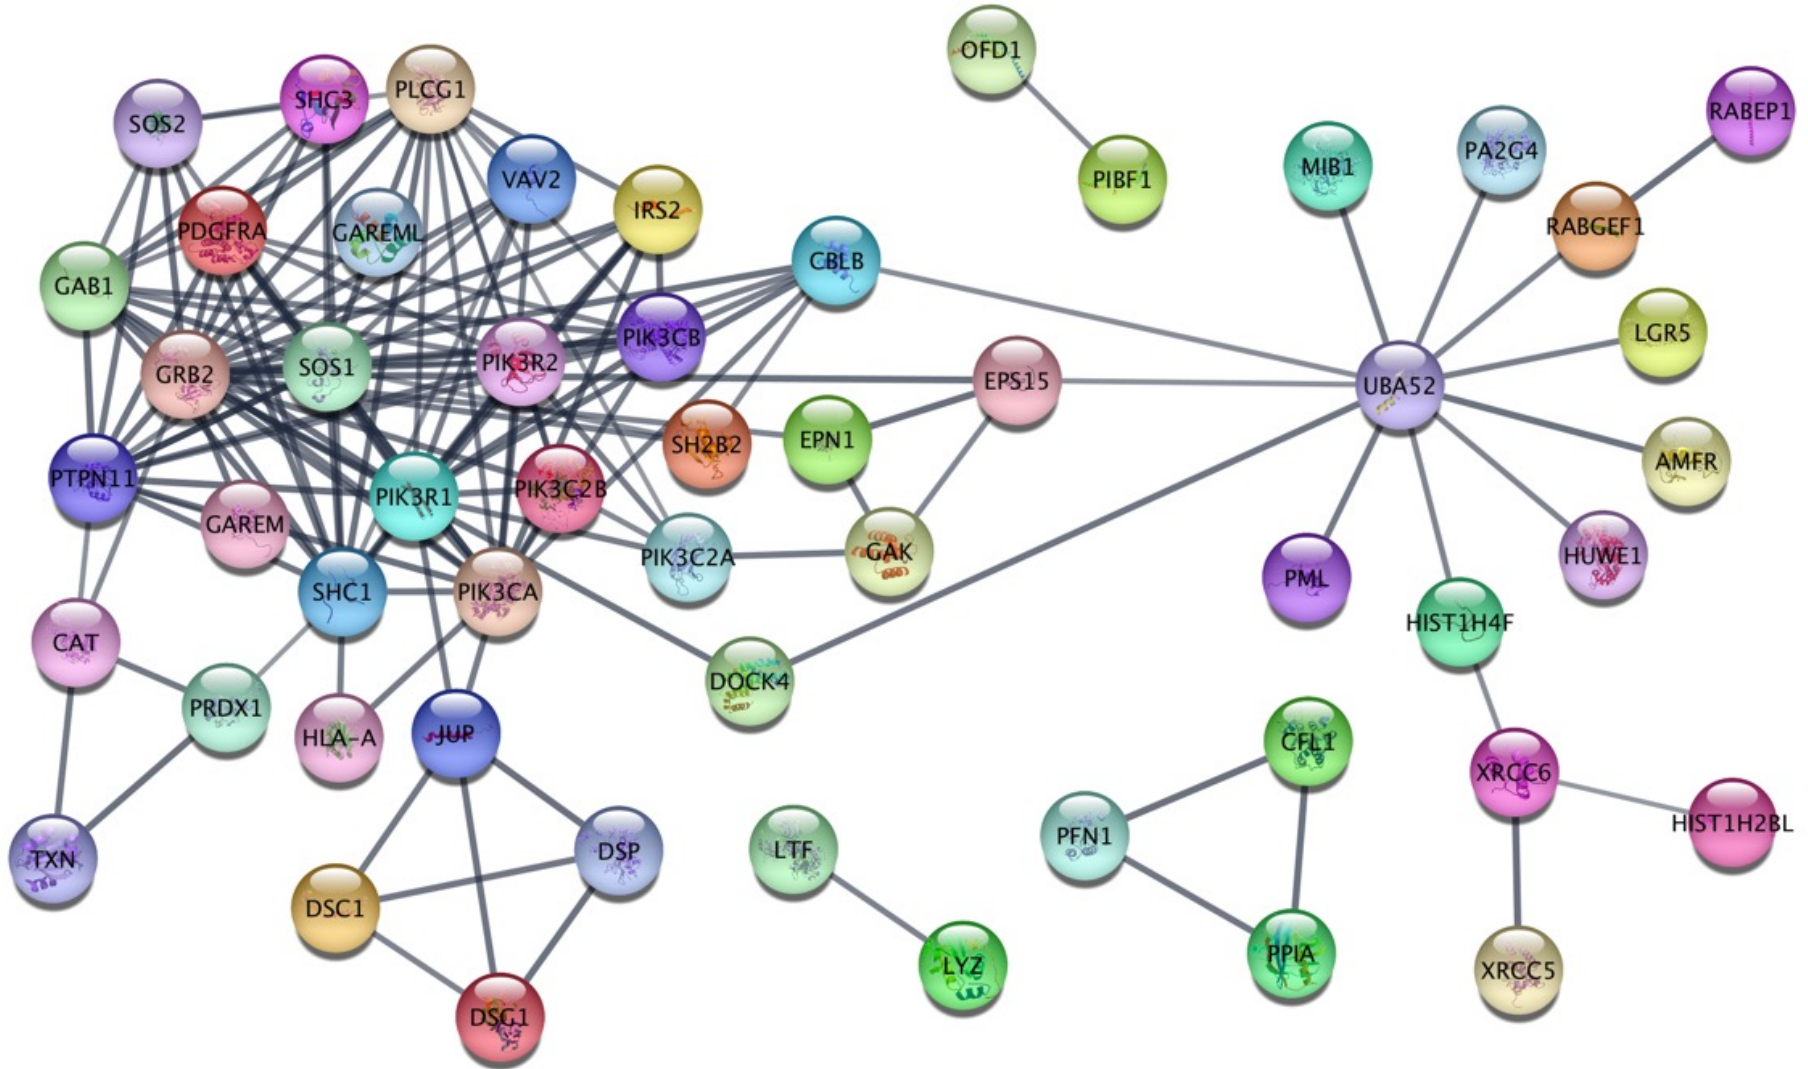 OFD1
PLCG1
SHC3
RABEP1
SOS2
PA2G4
MIB1
VAV2
PIBF1
IRS2
RABGEF1
PDGFRA
GAREML
CBLB
GAB1
LGR5
PIK3CB
PIK3R2
SOS1
GRB2
EPS15
UBA52
EPN1
SH2B2
AMFR
PTPN11
PIK3C2B
PIK3R1
GAREM
GAK
PIK3C2A
HUWE1
PML
SHC1
PIK3CA
HIST1H4F
CAT
DOCK4
PRDX1
JUP
HLA-A
CFL1
XRCC6
HIST1H2BL
PFN1
LTF
DSP
TXN
DSC1
PPIA
LYZ
XRCC5
DSG1